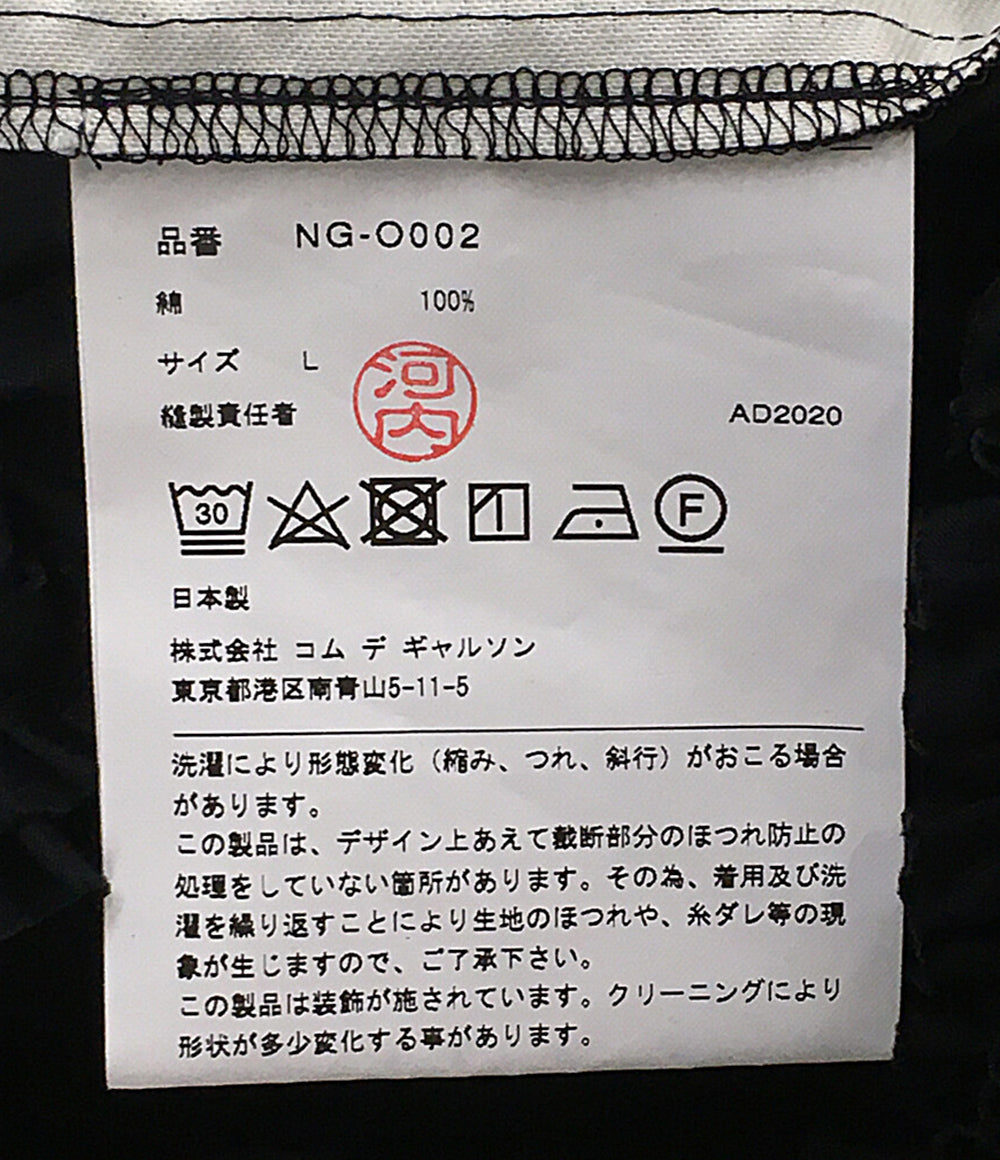 品番 NG-O002
綿 100%
サイズ L
河内
縫製責任者 AD2020
30 F
日本製
株式会社 コム デ ギャルソン
東京都港区南青山5-11-5
洗濯により形態変化（縮み、つれ、斜行）がおこる場合
があります。
この製品は、デザイン上あえて裁断部分のほつれ防止の
処理をしていない箇所があります。その為、着用及び洗
濯を繰り返すことにより生地のほつれや、糸ダレ等の現
象が生じますので、ご了承下さい。
この製品は装飾が施されています。クリーニングにより
形状が多少変化する事があります。